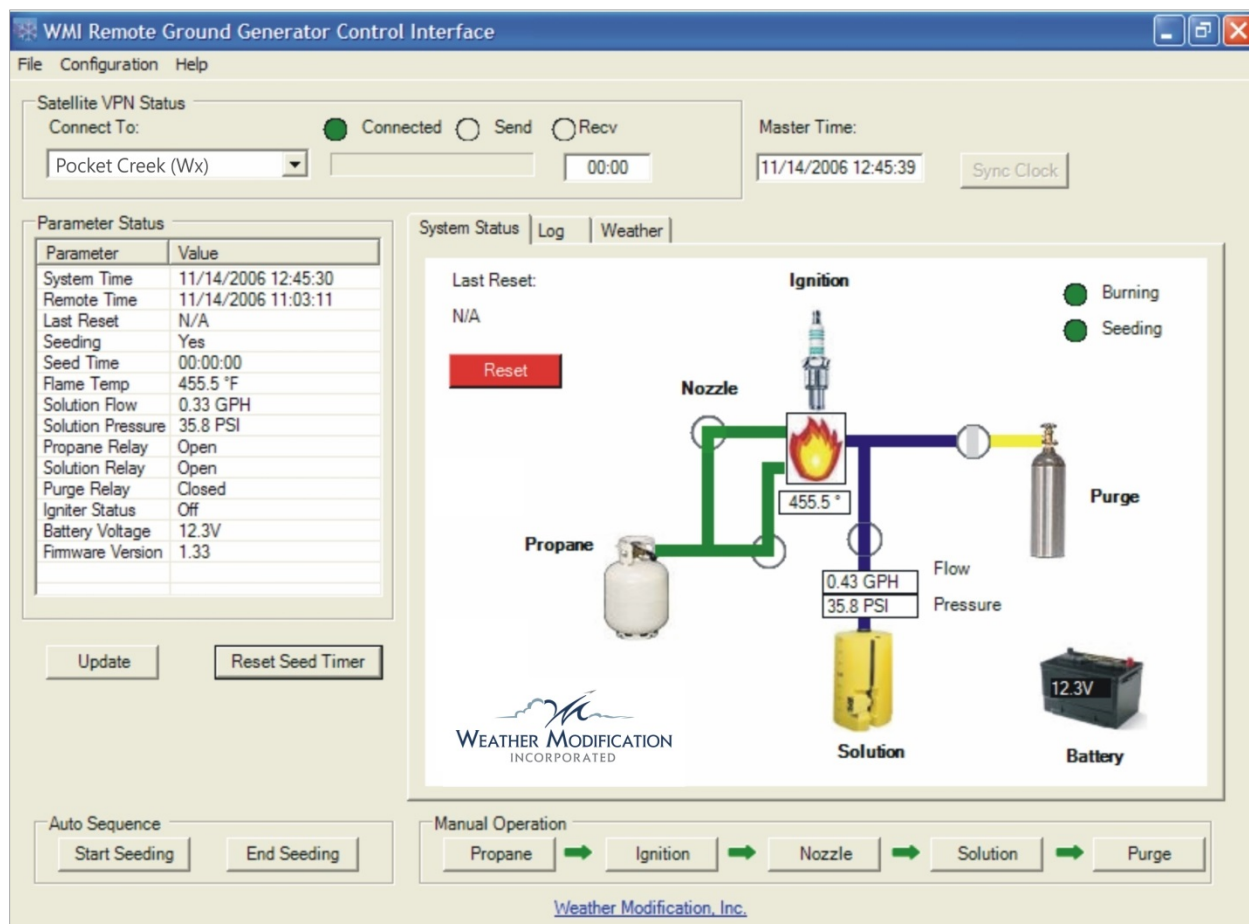 WMI Remote Ground Generator Control Interface
File Configuration Help
Satellite VPN Status
Connect To:
Connected Send Recv
Master Time:
Pocket Creek (Wx)
00:00
11/14/2006 12:45:39
Sync Clock
Parameter Status
Parameter Value
System Time 11/14/2006 12:45:30
Remote Time 11/14/2006 11:03:11
Last Reset N/A
Seeding Yes
Seed Time 00:00:00
Flame Temp 455.5 °F
Solution Flow 0.33 GPH
Solution Pressure 35.8 PSI
Propane Relay Open
Solution Relay Open
Purge Relay Closed
Igniter Status Off
Battery Voltage 12.3V
Firmware Version 1.33
Update
Reset Seed Timer
System Status Log Weather
Last Reset:
N/A
Reset
Ignition
Burning
Seeding
Nozzle
455.5 °
Purge
Propane
0.43 GPH Flow
35.8 PSI Pressure
12.3V
WEATHER MODIFICATION
INCORPORATED
Solution
Battery
Auto Sequence
Start Seeding End Seeding
Manual Operation
Propane Ignition Nozzle Solution Purge
Weather Modification, Inc.